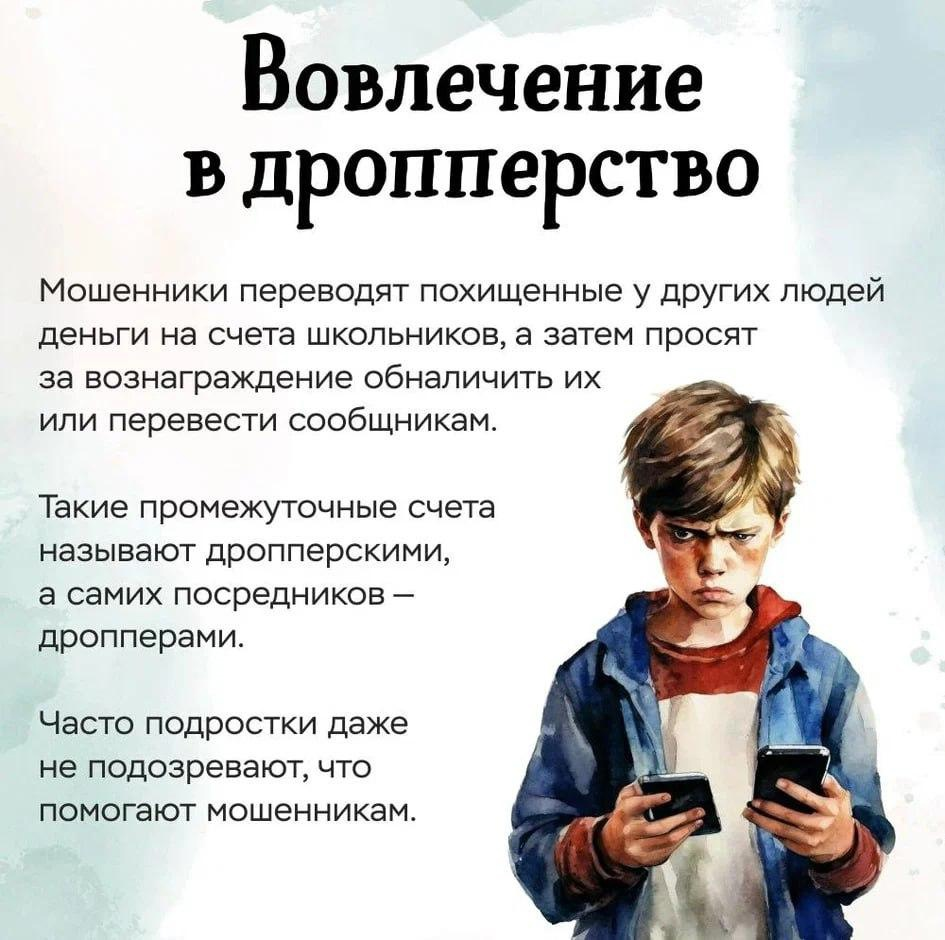 Вовлечение
в дропперство
Мошенники переводят похищенные у других людей
деньги на счета школьников, а затем просят
за вознаграждение обналичить их
или перевести сообщникам.
Такие промежуточные счета
называют дропперскими,
а самих посредников –
дропперами.
Часто подростки даже
не подозревают, что
помогают мошенникам.